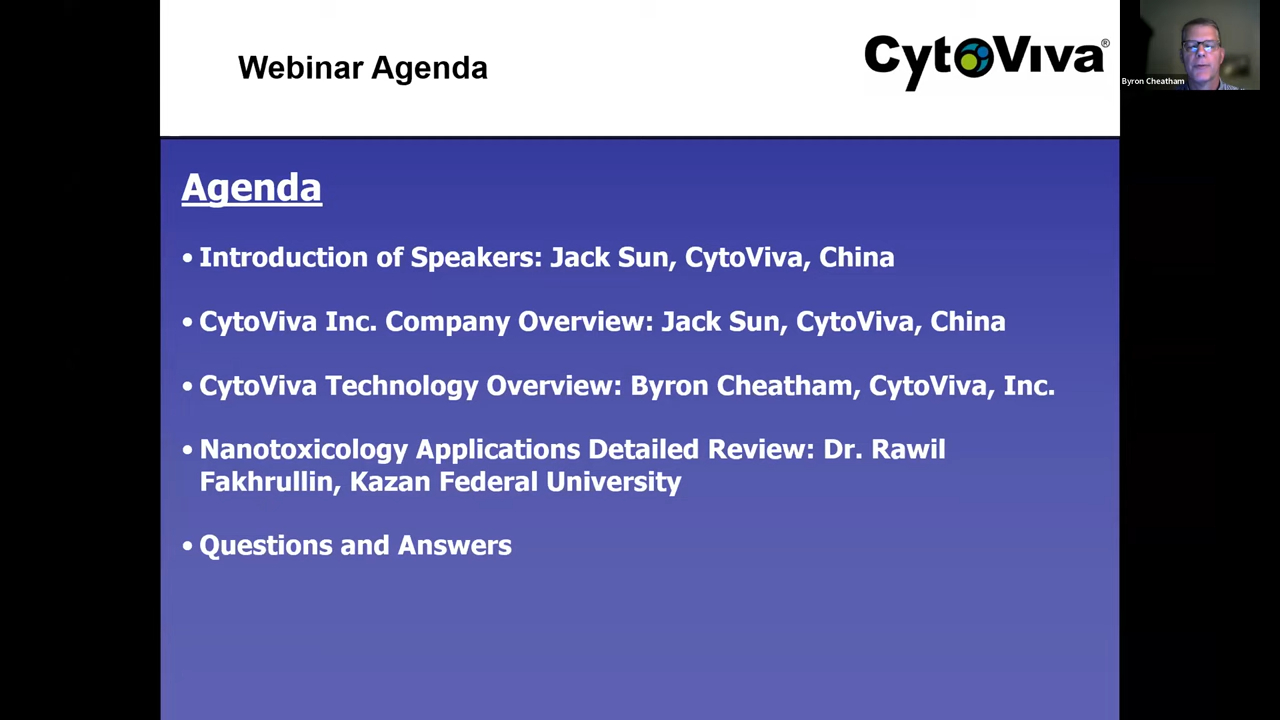 Webinar Agenda
CytoViva®
Byron Cheatham
Agenda
• Introduction of Speakers: Jack Sun, CytoViva, China
• CytoViva Inc. Company Overview: Jack Sun, CytoViva, China
• CytoViva Technology Overview: Byron Cheatham, CytoViva, Inc.
• Nanotoxicology Applications Detailed Review: Dr. Rawil
Fakhrullin, Kazan Federal University
• Questions and Answers